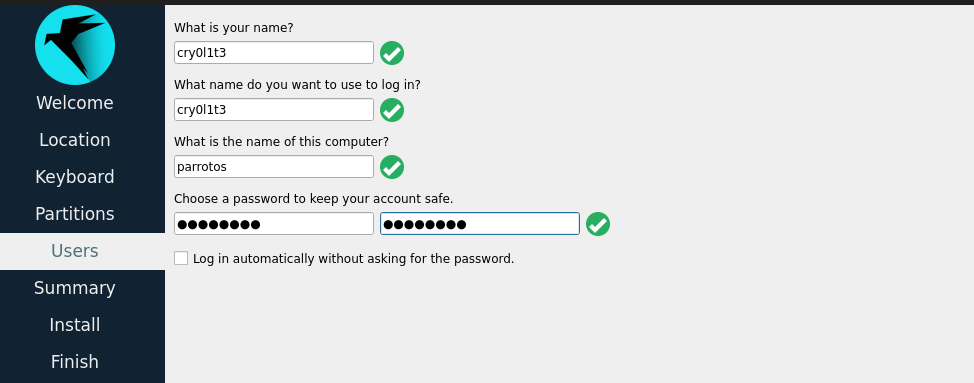 Welcome
Location
Keyboard
Partitions
Users
Summary
Install
Finish
What is your name?
cry0l1t3
What name do you want to use to log in?
cry0l1t3
What is the name of this computer?
parrotos
Choose a password to keep your account safe.
●●●●●●●● ●●●●●●●●
Log in automatically without asking for the password.